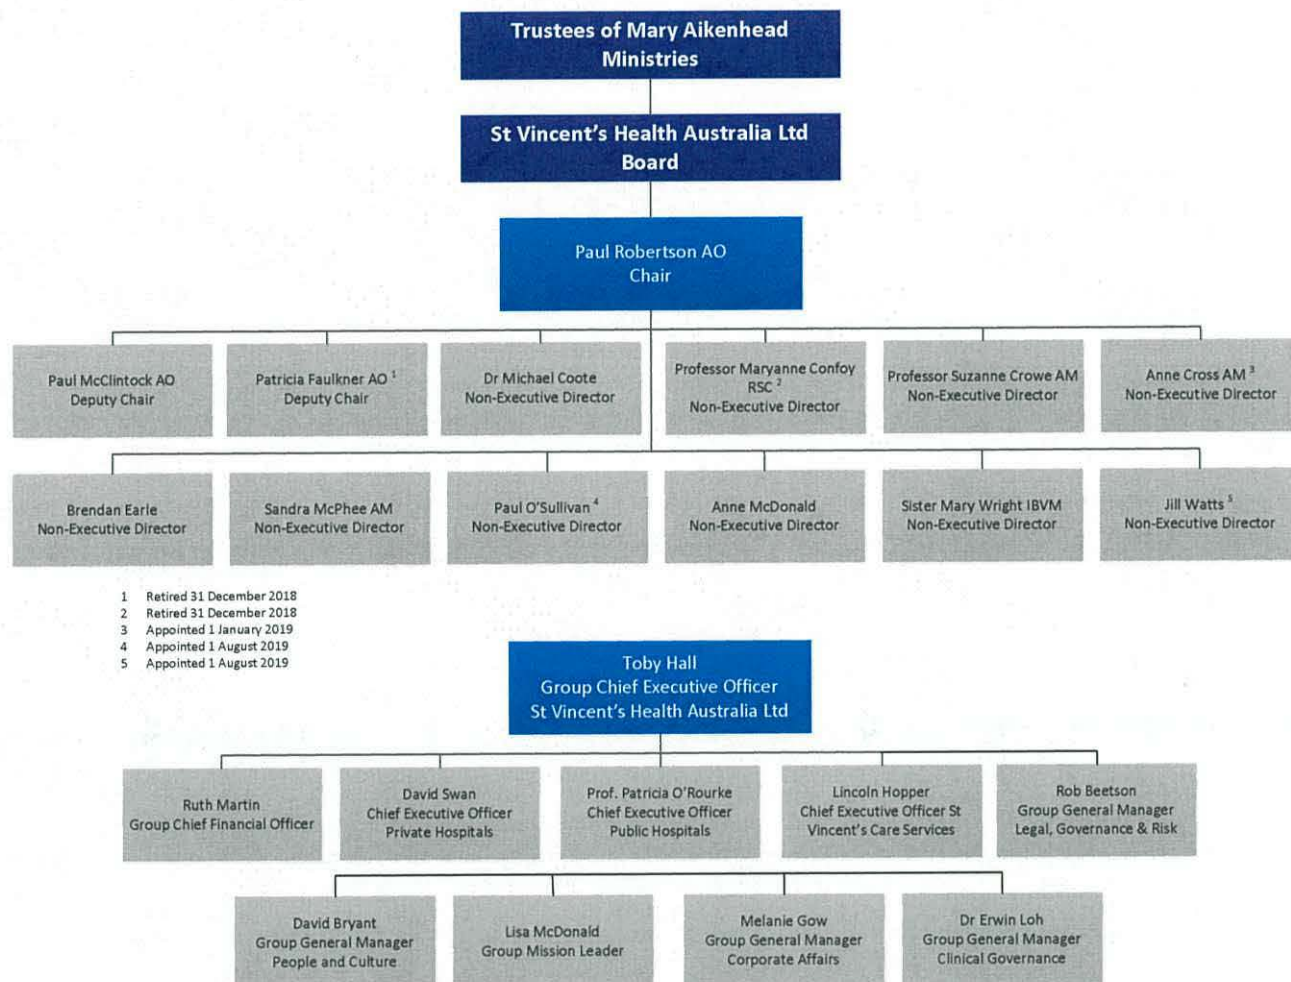 Trustees of Mary Aikenhead
Ministries
St Vincent's Health Australia Ltd
Board
Paul Robertson AO
Chair
Paul McClintock AO
Deputy Chair
Patricia Faulkner AO 1
Deputy Chair
Dr Michael Coote
Non-Executive Director
Professor Maryanne Confoy
RSC 2
Non-Executive Director
Professor Suzanne Crowe AM
Non-Executive Director
Anne Cross AM 3
Non-Executive Director
Brendan Earle
Non-Executive Director
Sandra McPhee AM
Non-Executive Director
Paul O'Sullivan 4
Non-Executive Director
Anne McDonald
Non-Executive Director
Sister Mary Wright IBVM
Non-Executive Director
Jill Watts 5
Non-Executive Director
1 Retired 31 December 2018
2 Retired 31 December 2018
3 Appointed 1 January 2019
4 Appointed 1 August 2019
5 Appointed 1 August 2019
Toby Hall
Group Chief Executive Officer
St Vincent's Health Australia Ltd
Ruth Martin
Group Chief Financial Officer
David Swan
Chief Executive Officer
Private Hospitals
Prof. Patricia O'Rourke
Chief Executive Officer
Public Hospitals
Lincoln Hopper
Chief Executive Officer St
Vincent's Care Services
Rob Beetson
Group General Manager
Legal, Governance & Risk
David Bryant
Group General Manager
People and Culture
Lisa McDonald
Group Mission Leader
Melanie Gow
Group General Manager
Corporate Affairs
Dr Erwin Loh
Group General Manager
Clinical Governance